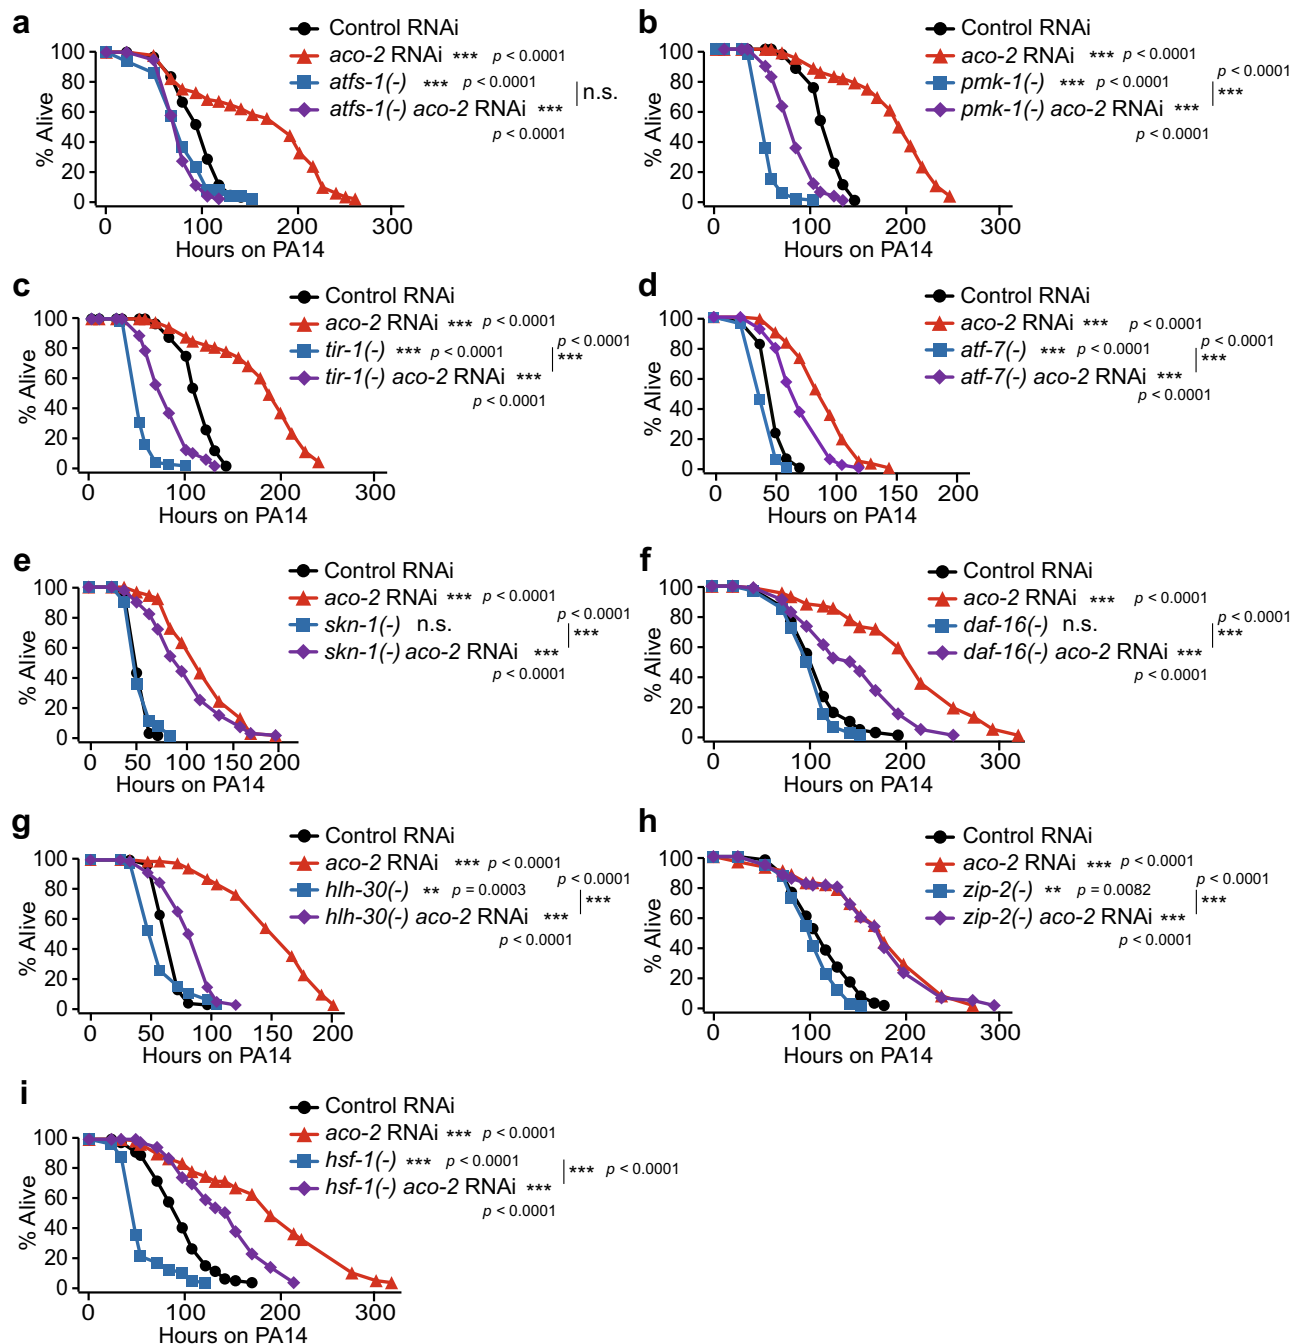 a
Control RNAi
aco-2 RNAi *** p < 0.0001
atfs-1(-) *** p < 0.0001
n.s.
atfs-1(-) aco-2 RNAi ***
p < 0.0001
% Alive
100
80
60
40
20
0
0 100 200 300
Hours on PA14
b
Control RNAi
aco-2 RNAi *** p < 0.0001
pmk-1(-) *** p < 0.0001
p < 0.0001
***
pmk-1(-) aco-2 RNAi ***
p < 0.0001
% Alive
100
80
60
40
20
0
0 100 200 300
Hours on PA14
c
Control RNAi
aco-2 RNAi *** p < 0.0001
tir-1(-) *** p < 0.0001
p < 0.0001
***
tir-1(-) aco-2 RNAi ***
p < 0.0001
% Alive
100
80
60
40
20
0
0 100 200 300
Hours on PA14
d
Control RNAi
aco-2 RNAi *** p < 0.0001
atf-7(-) *** p < 0.0001
p < 0.0001
***
atf-7(-) aco-2 RNAi ***
p < 0.0001
% Alive
100
80
60
40
20
0
0 50 100 150 200
Hours on PA14
e
Control RNAi
aco-2 RNAi *** p < 0.0001
skn-1(-) n.s.
p < 0.0001
***
skn-1(-) aco-2 RNAi ***
p < 0.0001
% Alive
100
80
60
40
20
0
0 50 100 150 200
Hours on PA14
f
Control RNAi
aco-2 RNAi *** p < 0.0001
daf-16(-) n.s.
p < 0.0001
***
daf-16(-) aco-2 RNAi ***
p < 0.0001
% Alive
100
80
60
40
20
0
0 100 200 300
Hours on PA14
g
Control RNAi
aco-2 RNAi *** p < 0.0001
hlh-30(-) ** p = 0.0003
p < 0.0001
***
hlh-30(-) aco-2 RNAi ***
p < 0.0001
% Alive
100
80
60
40
20
0
0 50 100 150 200
Hours on PA14
h
Control RNAi
aco-2 RNAi *** p < 0.0001
zip-2(-) ** p = 0.0082
p < 0.0001
***
zip-2(-) aco-2 RNAi ***
p < 0.0001
% Alive
100
80
60
40
20
0
0 100 200 300
Hours on PA14
i
Control RNAi
aco-2 RNAi *** p < 0.0001
hsf-1(-) *** p < 0.0001
*** p < 0.0001
hsf-1(-) aco-2 RNAi ***
p < 0.0001
% Alive
100
80
60
40
20
0
0 100 200 300
Hours on PA14